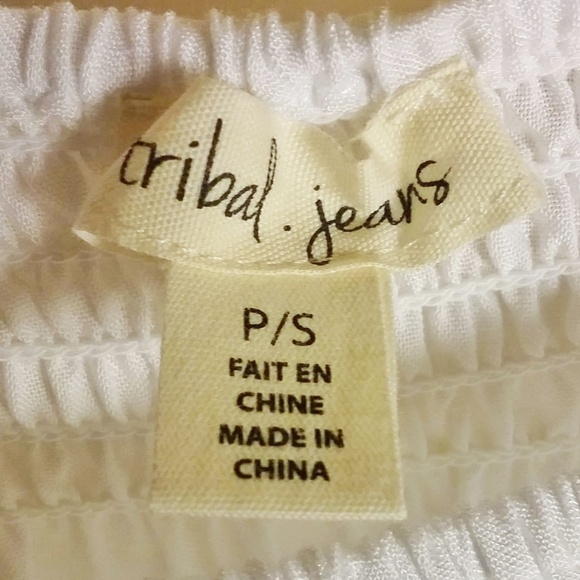 tribal.jeans
P/S
FAIT EN
CHINE
MADE IN
CHINA